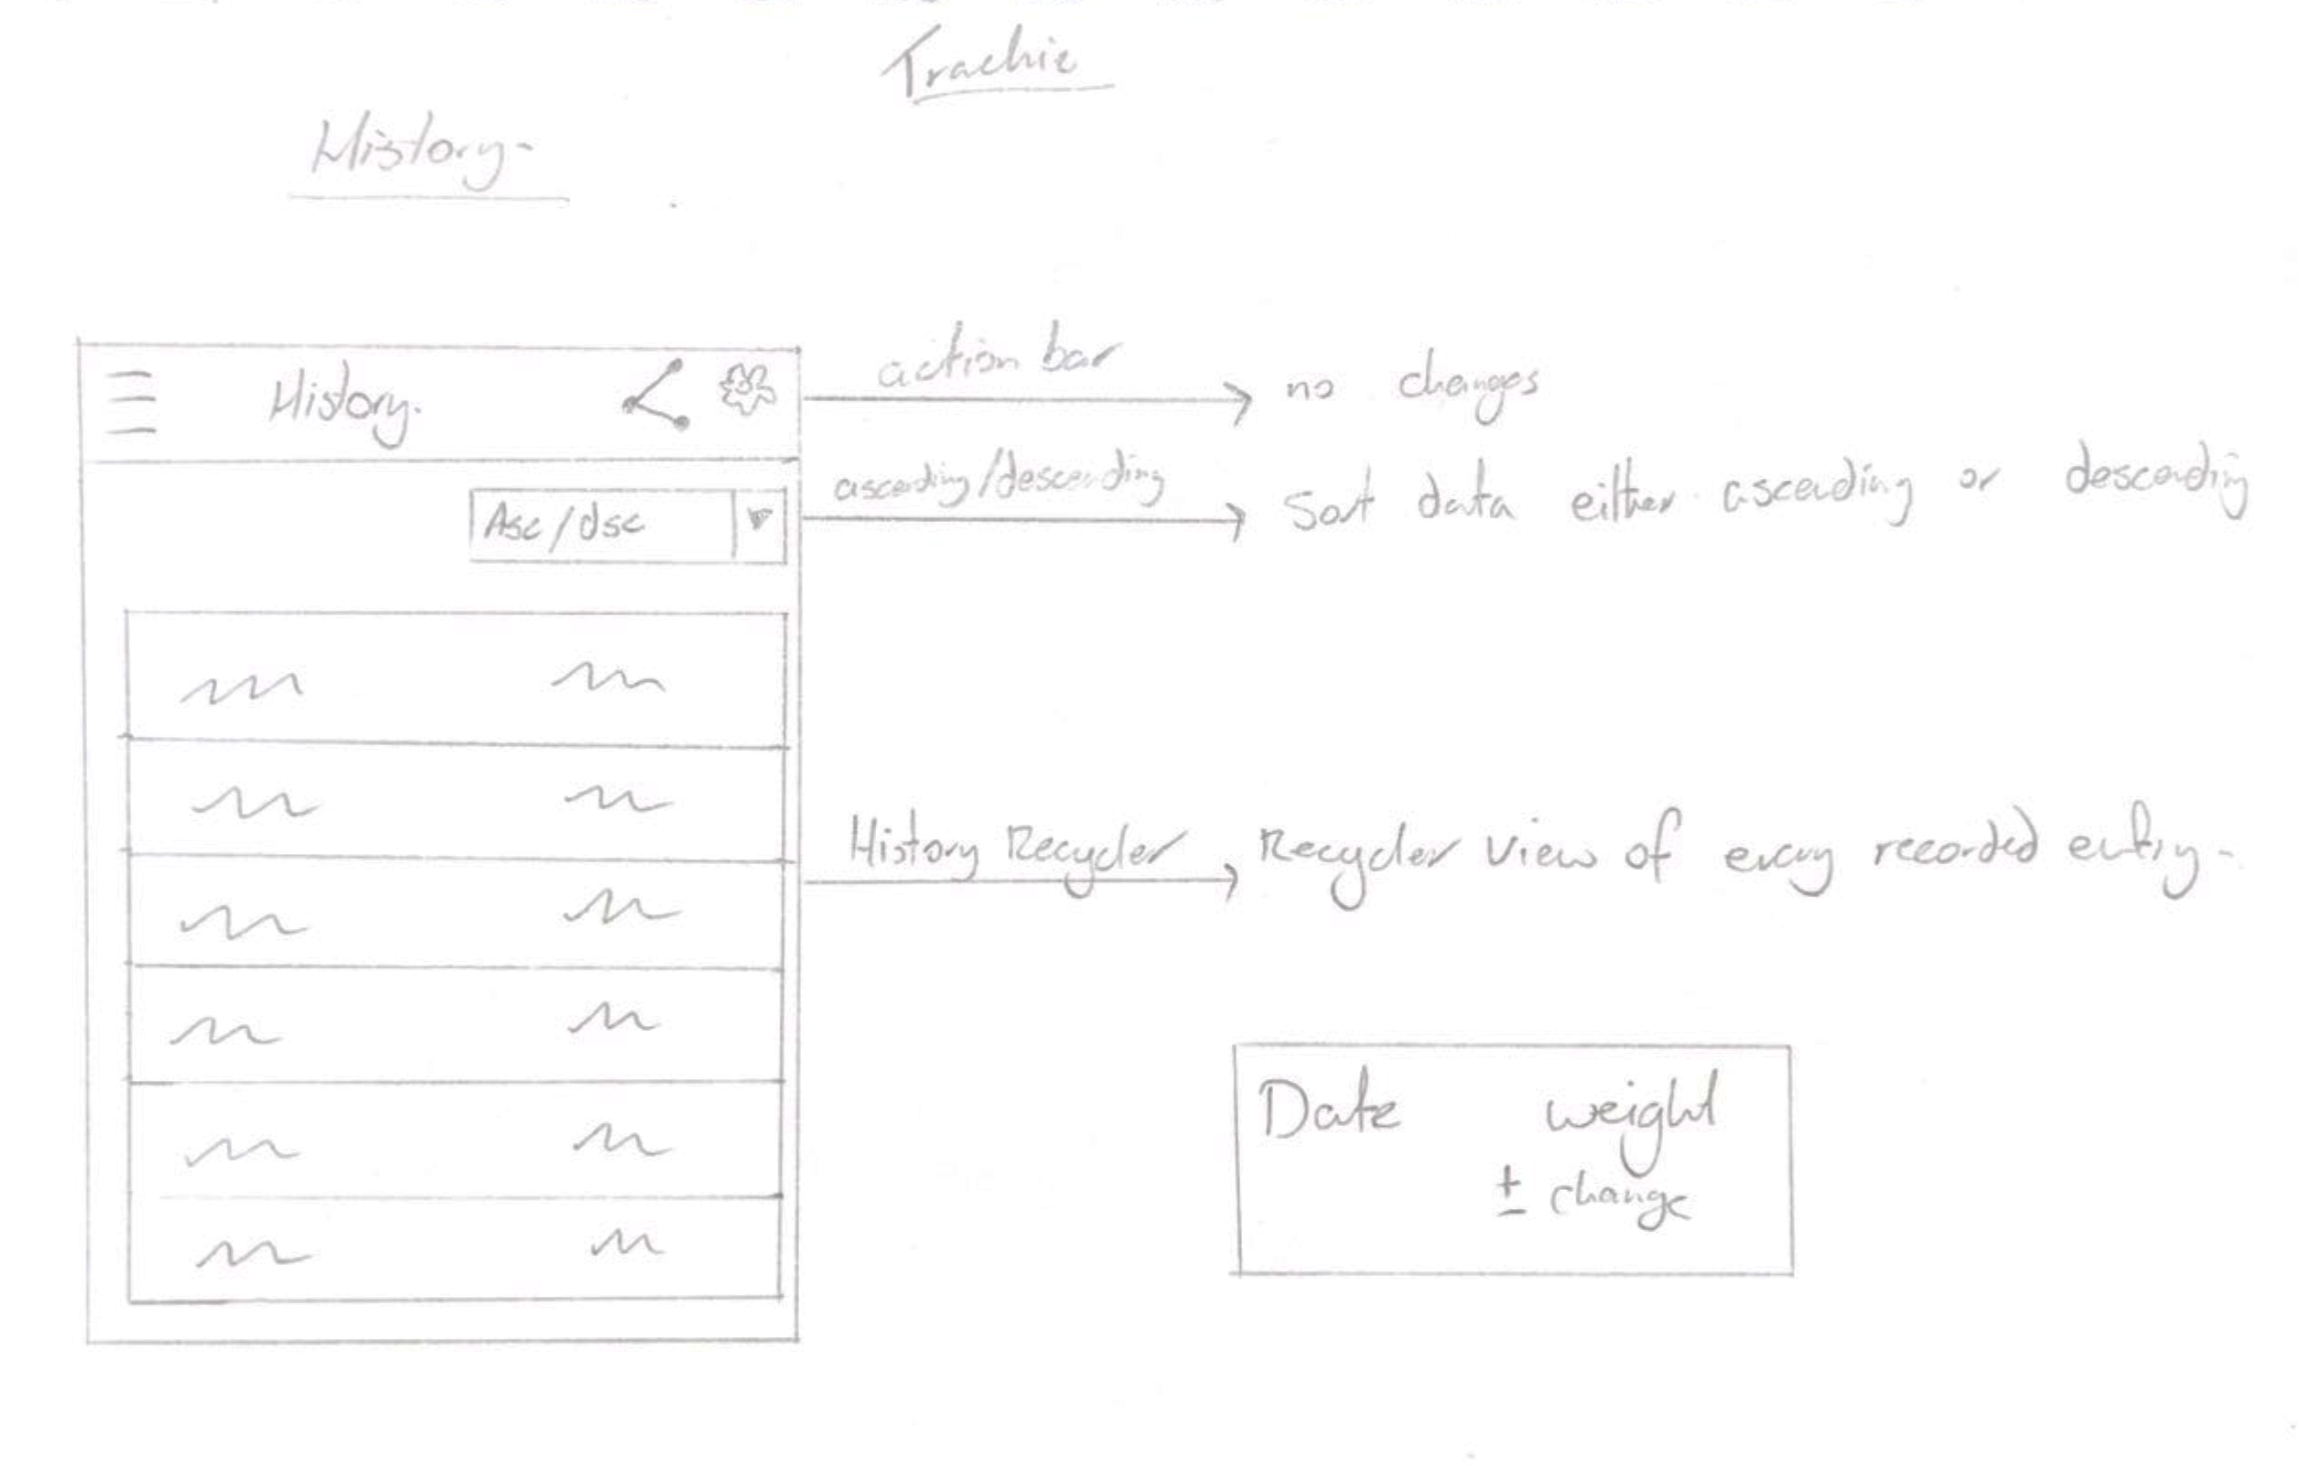 Trackie
History
History.
action bar
no changes
ascending/descending
Sort data either ascending or descending
Asc/dsc
History Recycler
Recycler View of every recorded entry.
Date weight
± change